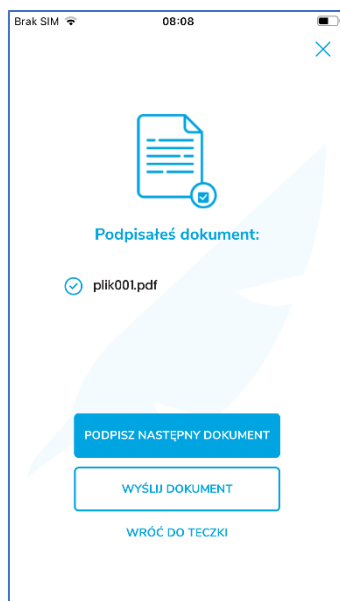 Brak SIM 08:08
Podpisałeś dokument:
plik001.pdf
PODPISZ NASTĘPNY DOKUMENT
WYŚLIJ DOKUMENT
WRÓĆ DO TECZKI